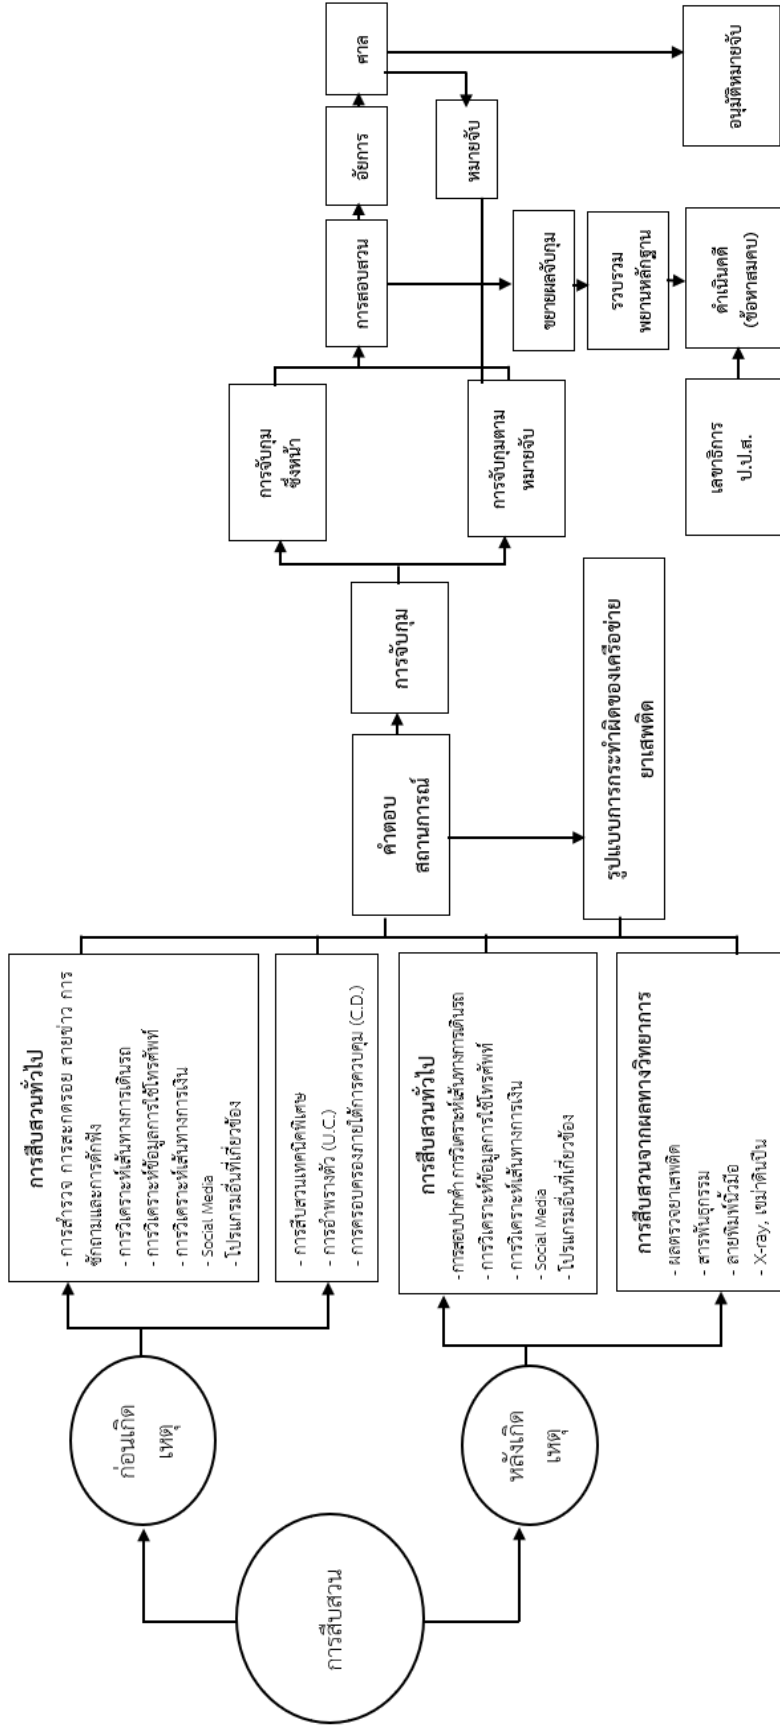 การสืบสวน
ก่อนเกิด
เหตุ
หลังเกิด
เหตุ
การสืบสวนทั่วไป
- การสำรวจ การสะกดรอย สายข่าว การ
ซักถามและการดักฟัง
- การวิเคราะห์เส้นทางการเดินรถ
- การวิเคราะห์ข้อมูลการใช้โทรศัพท์
- การวิเคราะห์เส้นทางการเงิน
- Social Media
- โปรแกรมอื่นที่เกี่ยวข้อง
- การสืบสวนเทคนิคพิเศษ
- การอำพรางตัว (U.C.)
- การครอบครองภายใต้การควบคุม (C.D.)
การสืบสวนทั่วไป
- การสอบปากคำ การวิเคราะห์เส้นทางการเดินรถ
- การวิเคราะห์ข้อมูลการใช้โทรศัพท์
- การวิเคราะห์เส้นทางการเงิน
- Social Media
- โปรแกรมอื่นที่เกี่ยวข้อง
การสืบสวนจากผลทางวิทยาการ
- ผลตรวจยาเสพติด
- สารพันธุกรรม
- ลายพิมพ์นิ้วมือ
- X-ray, เขม่าดินปืน
คำตอบ
สถานการณ์
รูปแบบการกระทำผิดของเครือข่าย
ยาเสพติด
การจับกุม
การจับกุม
ซึ่งหน้า
การจับกุมตาม
หมายจับ
การสอบสวน
อัยการ
ศาล
หมายจับ
ขยายผลจับกุม
รวบรวม
พยานหลักฐาน
เลขาธิการ
ป.ป.ส.
ดำเนินคดี
(ข้อหาสมคบ)
อนุมัติหมายจับ